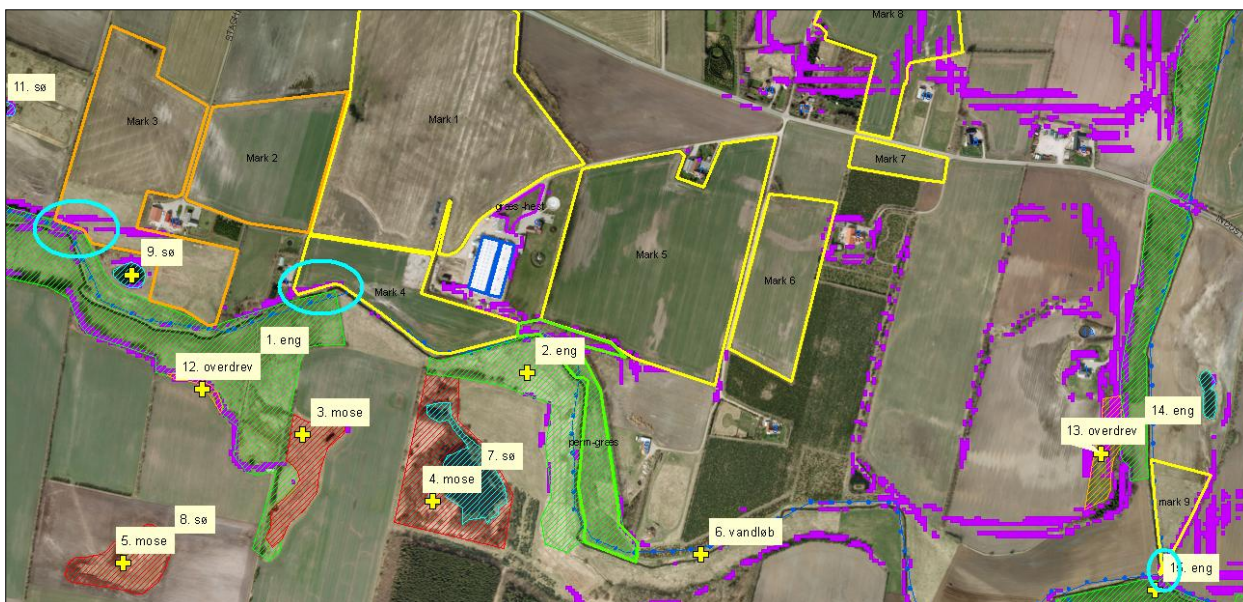 Mark 8
11. sø
Mark 3
Mark 1
Mark 2
Mark 7
græs -hest
9. sø
Mark 5
Mark 6
Mark 4
1. eng
2. eng
12. overdrev
14. eng
3. mose
13. overdrev
perm-græs
7. sø
4. mose
mark 9
8. sø
6. vandløb
5. mose
15. eng